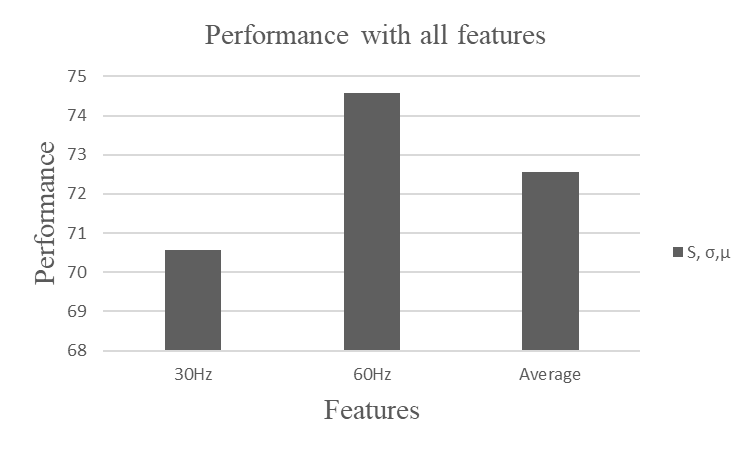 Performance with all features
Performance
75
74
73
72
71
70
69
68
30Hz 60Hz Average
Features
S, σ,μ